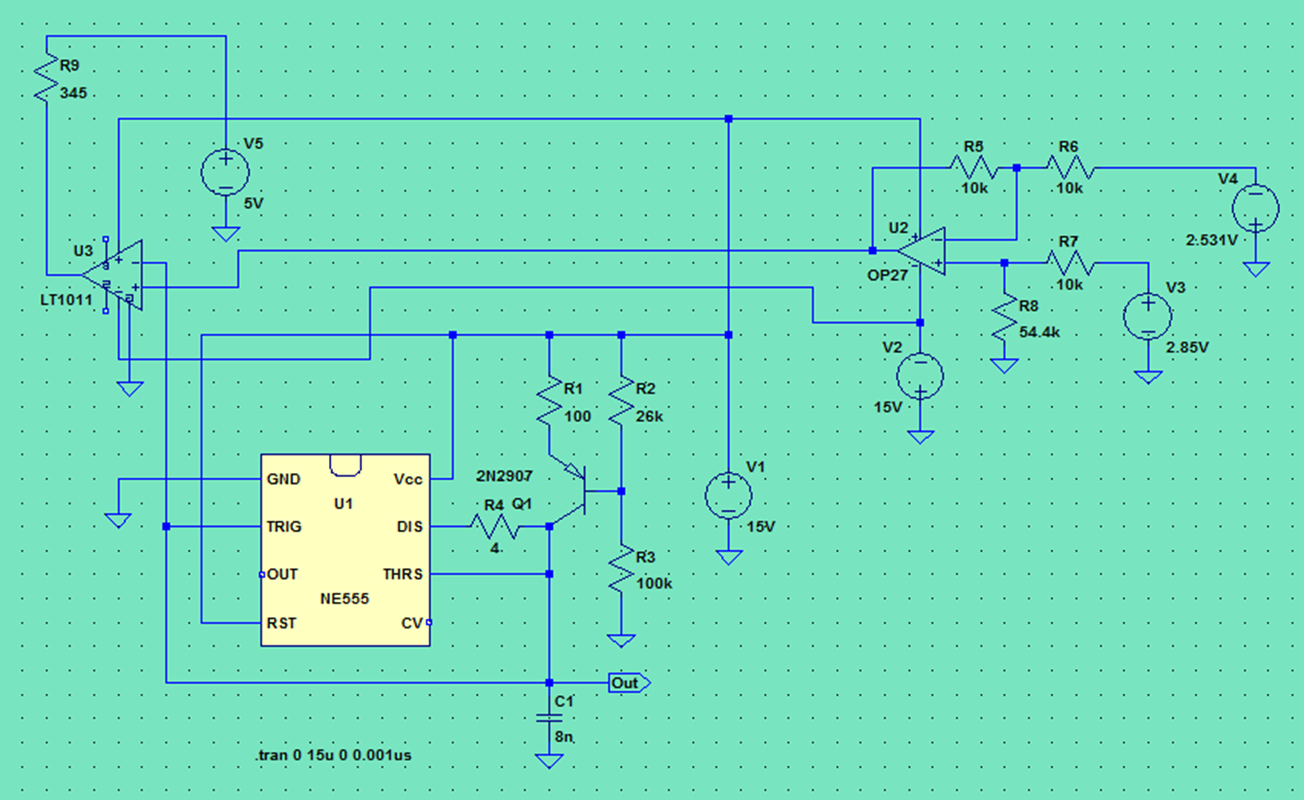 R9
345
V5
5V
U3
LT1011
R5
10k
R6
10k
V4
2.531V
U2
OP27
R7
10k
V3
2.85V
R8
54.4k
V2
15V
R1
100
R2
26k
2N2907
R4 Q1
4
V1
15V
R3
100k
GND
Vcc
U1
TRIG
DIS
OUT
THRS
NE555
RST
CV
Out
C1
8n
.tran 0 15u 0 0.001us